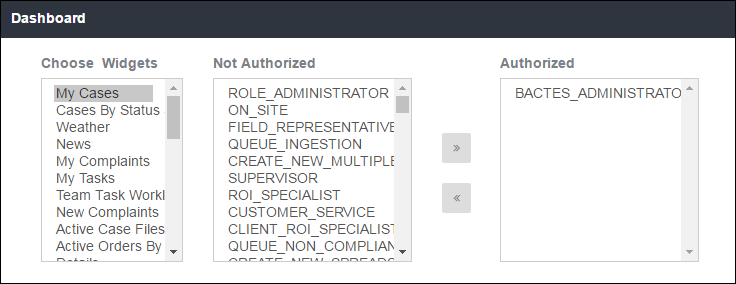 Dashboard
Choose Widgets
My Cases
Cases By Status
Weather
News
My Complaints
My Tasks
Team Task Workl
New Complaints
Active Case Files
Active Orders By
Details
Not Authorized
ROLE_ADMINISTRATOR
ON_SITE
FIELD_REPRESENTATIVE
QUEUE_INGESTION
CREATE_NEW_MULTIPLE
SUPERVISOR
ROI_SPECIALIST
CUSTOMER_SERVICE
CLIENT_ROI_SPECIALIST
QUEUE_NON_COMPLIAN
CREATE_NEW_SPREADS
»
«
Authorized
BACTES_ADMINISTRATO